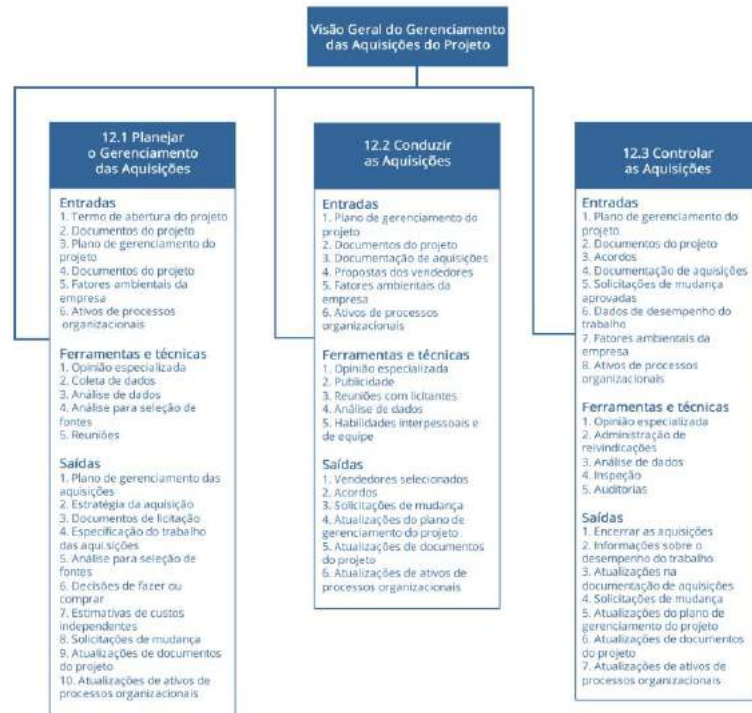 Visão Geral do Gerenciamento
das Aquisições do Projeto
12.1 Planejar
o Gerenciamento
das Aquisições
Entradas
1. Termo de abertura do projeto
2. Documentos do projeto
3. Plano de gerenciamento do
projeto
4. Documentos do projeto
5. Fatores ambientais da
empresa
6. Ativos de processos
organizacionais
Ferramentas e técnicas
1. Opinião especializada
2. Coleta de dados
3. Análise de dados
4. Análise para seleção de
fontes
5. Reuniões
Saídas
1. Plano de gerenciamento das
aquisições
2. Estratégia da aquisição
3. Documentos de licitação
4. Especificação do trabalho
das aqui.sições
5. Análise para seleção de
fontes
6. Decisões de fazer ou
comprar
7. Estimativas de custos
independentes
8. Solicitações de mudança
9. Atualizações de documentos
do projeto
10. Atualizações de ativos de
processos organizacionais
12.2 Conduzir
as Aquisições
Entradas
1. Plano de gerenciamento do
projeto
2. Documentos do projeto
3. Documentação de aquisições
4. Propostas dos vendedores
5. Fatores ambientais da
empresa
6. Ativos de processos
organizacionais
Ferramentas e técnicas
1. Opinião especializada
2. Publicidade
3. Reuniões com licitantes
4. Análise de dados
5. Habilidades interpessoais e
de equipe
Saídas
1. Vendedores selecionados
2. Acordos
3. Solicitações de mudança
4. Atualizações do plano de
gerenciamento do projeto
5. Atualizações de documentos
do projeto
6. Atualizações de ativos de
processos organizacionais
12.3 Controlar
as Aquisições
Entradas
1. Plano de gerenciamento do
projeto
2. Documentos do projeto
3. Acordos
4. Documentação de aquisições
5. Solicitações de mudança
aprovadas
6. Dados de desempenho do
trabalho
7. Fatores ambientais da
empresa
8. Ativos de processos
organizacionais
Ferramentas e técnicas
1. Opinião especializada
2. Administração de
reivindicações
3. Análise de dados
4. Inspeção
5. Auditorias
Saídas
1. Encerrar as aquisições
2. Informações sobre o
desempenho do trabalho
3. Atualizações na
documentação de aquisições
4. Solicitações de mudança
5. Atualizações do plano de
gerenciamento do projeto
6. Atualizações de documentos
do projeto
7. Atualizações de ativos de
processos organizacionais